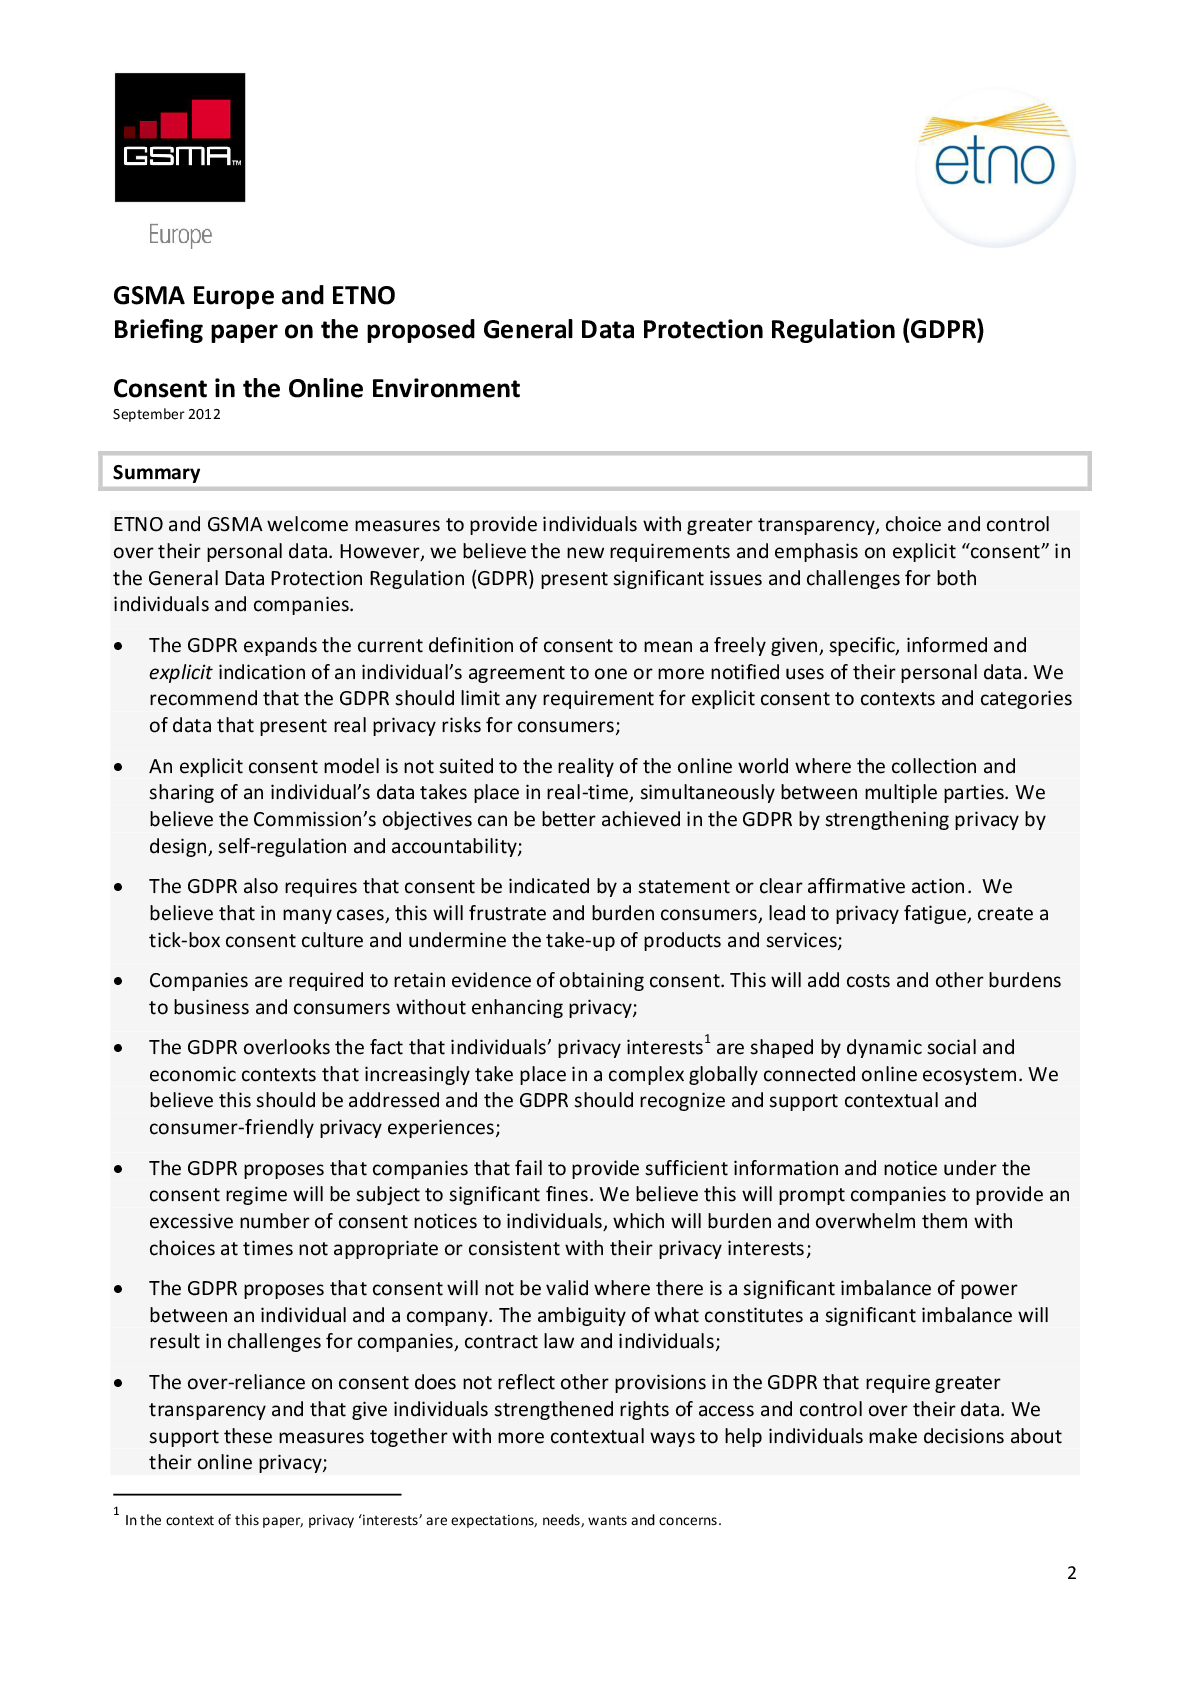 GSMA™
Europe
etno
GSMA Europe and ETNO
Briefing paper on the proposed General Data Protection Regulation (GDPR)
Consent in the Online Environment
September 2012
Summary
ETNO and GSMA welcome measures to provide individuals with greater transparency, choice and control
over their personal data. However, we believe the new requirements and emphasis on explicit “consent” in
the General Data Protection Regulation (GDPR) present significant issues and challenges for both
individuals and companies.
• The GDPR expands the current definition of consent to mean a freely given, specific, informed and
explicit indication of an individual’s agreement to one or more notified uses of their personal data. We
recommend that the GDPR should limit any requirement for explicit consent to contexts and categories
of data that present real privacy risks for consumers;
• An explicit consent model is not suited to the reality of the online world where the collection and
sharing of an individual’s data takes place in real-time, simultaneously between multiple parties. We
believe the Commission’s objectives can be better achieved in the GDPR by strengthening privacy by
design, self-regulation and accountability;
• The GDPR also requires that consent be indicated by a statement or clear affirmative action.  We
believe that in many cases, this will frustrate and burden consumers, lead to privacy fatigue, create a
tick-box consent culture and undermine the take-up of products and services;
• Companies are required to retain evidence of obtaining consent. This will add costs and other burdens
to business and consumers without enhancing privacy;
• The GDPR overlooks the fact that individuals’ privacy interests1 are shaped by dynamic social and
economic contexts that increasingly take place in a complex globally connected online ecosystem. We
believe this should be addressed and the GDPR should recognize and support contextual and
consumer-friendly privacy experiences;
• The GDPR proposes that companies that fail to provide sufficient information and notice under the
consent regime will be subject to significant fines. We believe this will prompt companies to provide an
excessive number of consent notices to individuals, which will burden and overwhelm them with
choices at times not appropriate or consistent with their privacy interests;
• The GDPR proposes that consent will not be valid where there is a significant imbalance of power
between an individual and a company. The ambiguity of what constitutes a significant imbalance will
result in challenges for companies, contract law and individuals;
• The over-reliance on consent does not reflect other provisions in the GDPR that require greater
transparency and that give individuals strengthened rights of access and control over their data. We
support these measures together with more contextual ways to help individuals make decisions about
their online privacy;
1 In the context of this paper, privacy ‘interests’ are expectations, needs, wants and concerns.
2